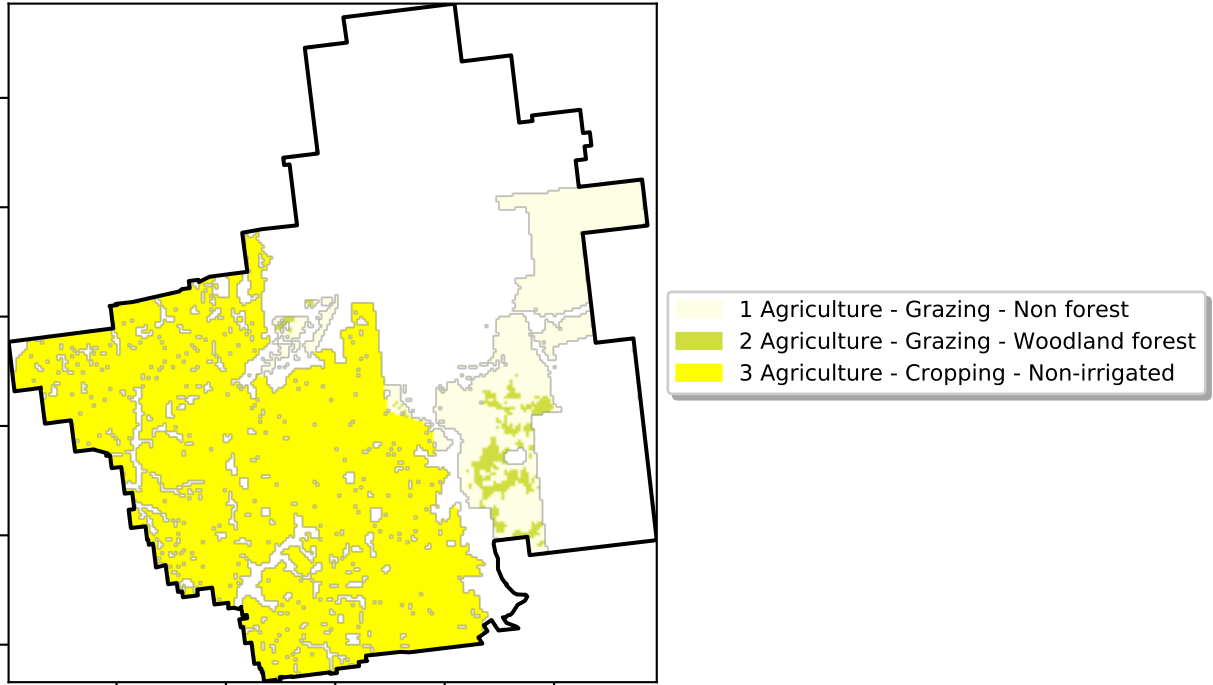 1 Agriculture - Grazing - Non forest
2 Agriculture - Grazing - Woodland forest
3 Agriculture - Cropping - Non-irrigated